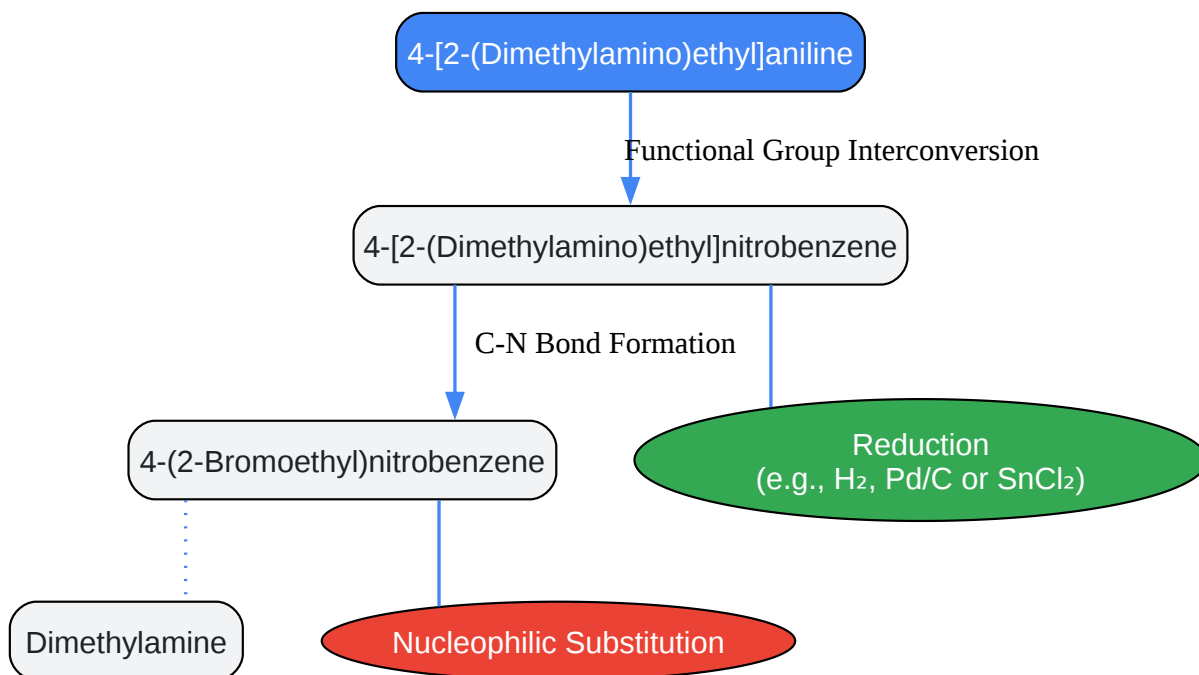 4-[2-(Dimethylamino)ethyl]aniline
Functional Group Interconversion
4-[2-(Dimethylamino)ethyl]nitrobenzene
C-N Bond Formation
4-(2-Bromoethyl)nitrobenzene
Reduction
(e.g., H₂, Pd/C or SnCl₂)
Dimethylamine
Nucleophilic Substitution